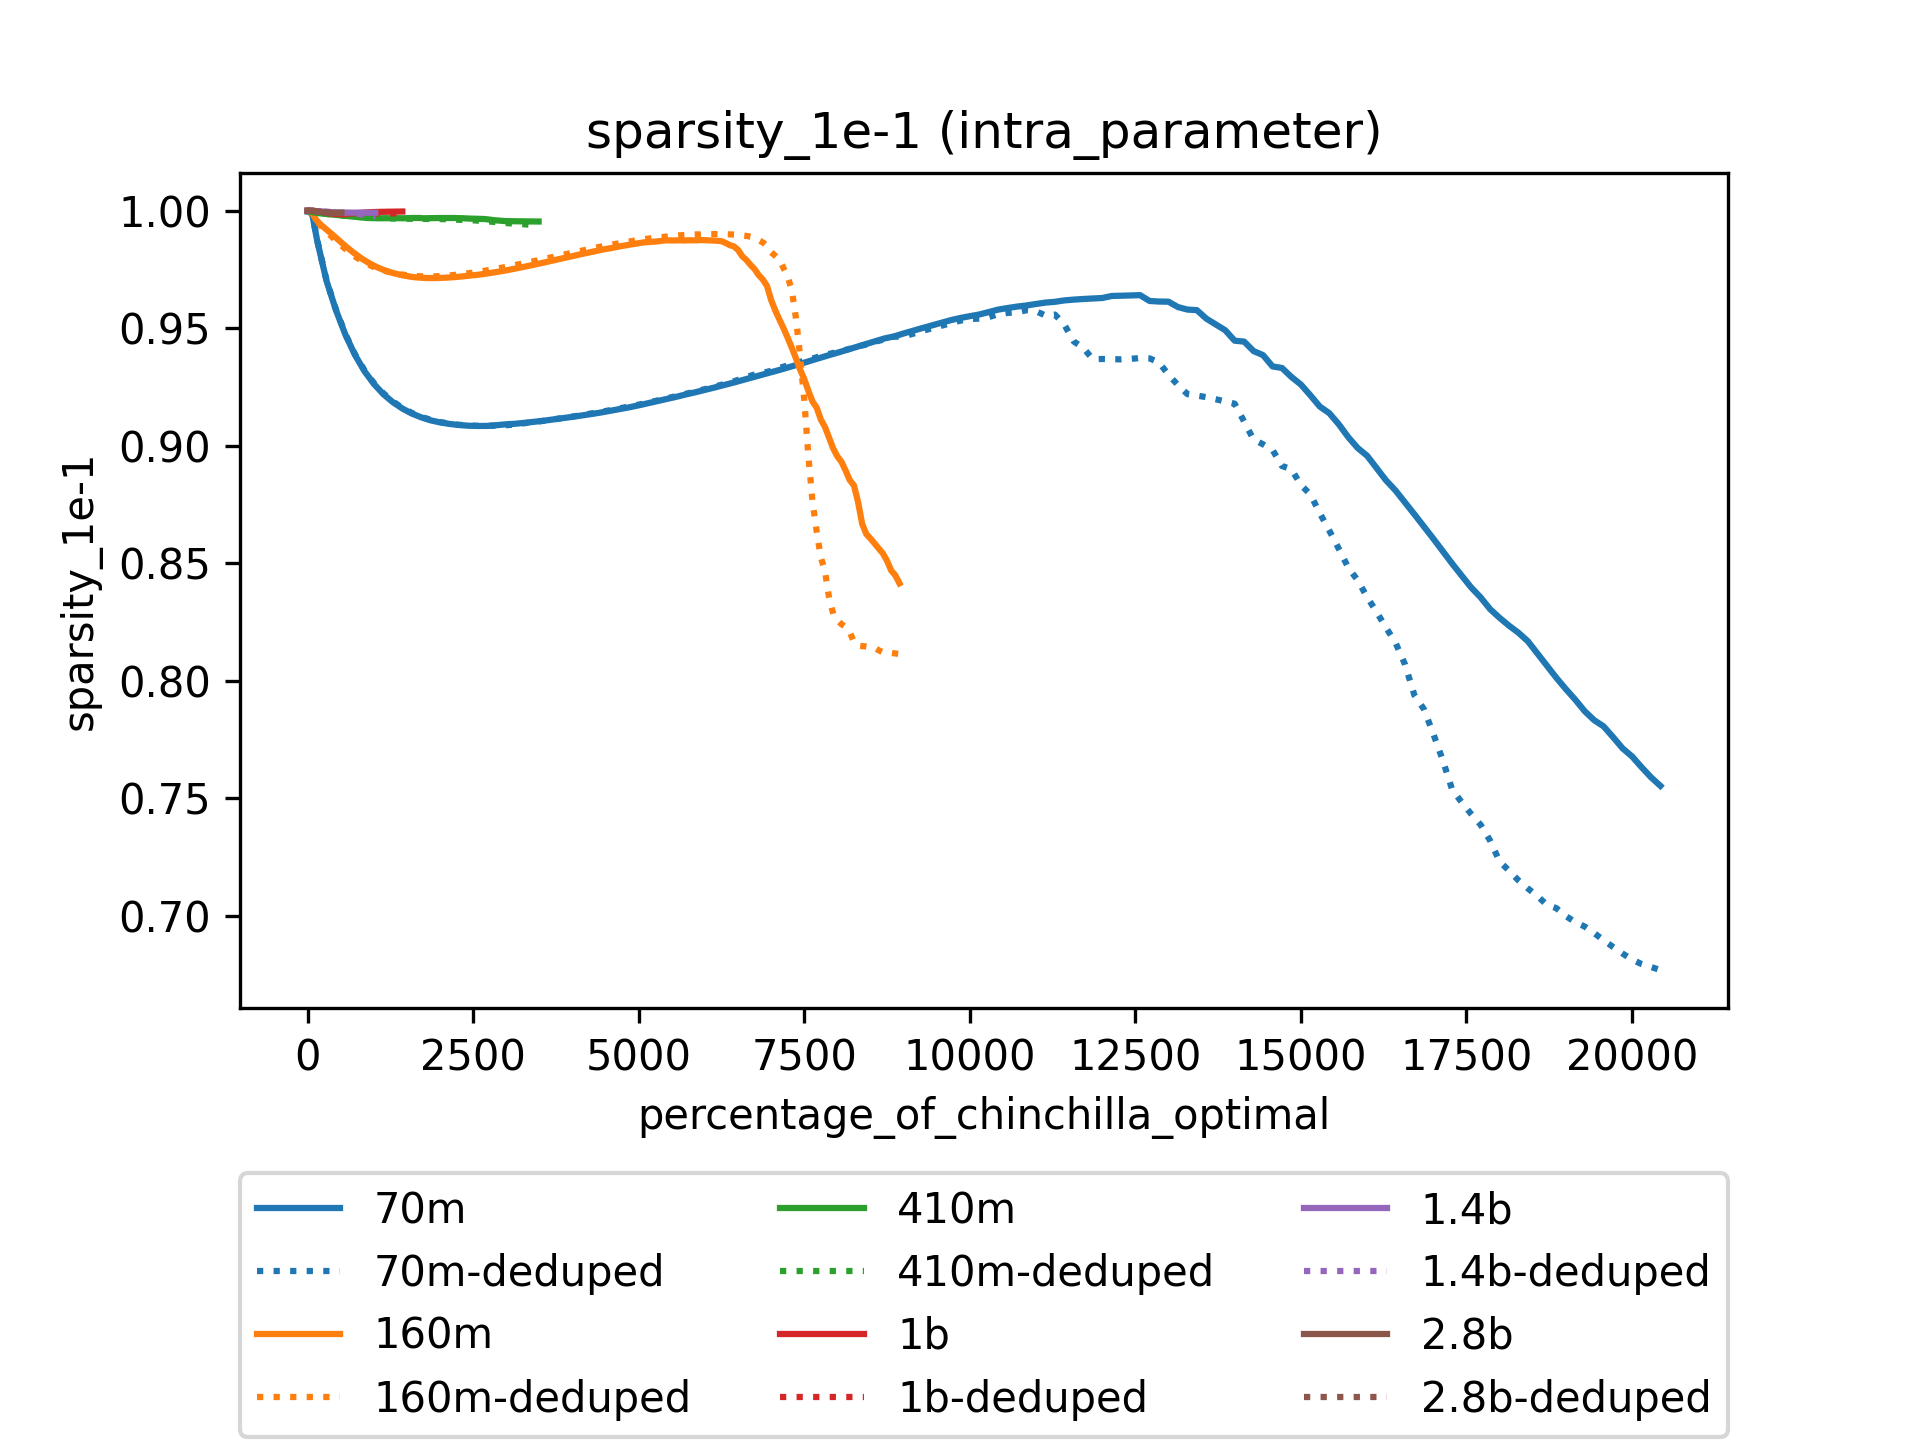 sparsity_1e-1 (intra_parameter)
sparsity_1e-1
1.00
0.95
0.90
0.85
0.80
0.75
0.70
0 2500 5000 7500 10000 12500 15000 17500 20000
percentage_of_chinchilla_optimal
70m
70m-deduped
160m
160m-deduped
410m
410m-deduped
1b
1b-deduped
1.4b
1.4b-deduped
2.8b
2.8b-deduped